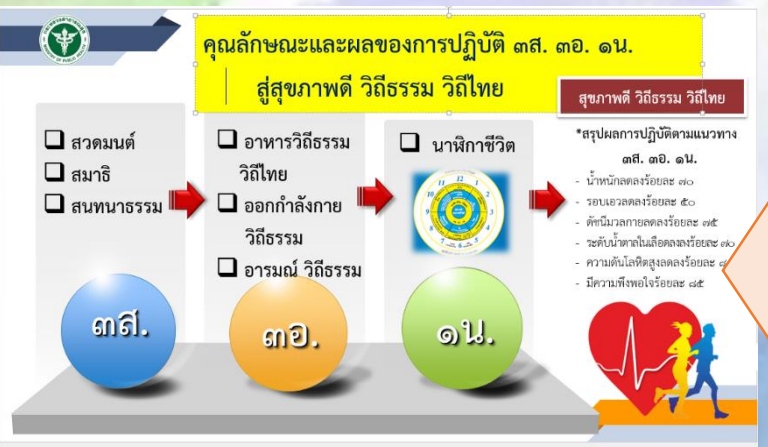 คุณลักษณะและผลของการปฏิบัติ ๓ส. ๓อ. ๑น.
สู่สุขภาพดี วิถีธรรม วิถีไทย
สวดมนต์
สมาธิ
สนทนาธรรม
๓ส.
อาหารวิถีธรรม
วิถีไทย
ออกกำลังกาย
วิถีธรรม
อารมณ์ วิถีธรรม
๓อ.
นาฬิกาชีวิต
๑น.
สุขภาพดี วิถีธรรม วิถีไทย
*สรุปผลการปฏิบัติตามแนวทาง
๓ส. ๓อ. ๑น.
- น้ำหนักลดลงร้อยละ ๗๐
- รอบเอวลดลงร้อยละ ๕๐
- ดัชนีมวลกายลดลงร้อยละ ๗๕
- ระดับน้ำตาลในเลือดลงลงร้อยละ ๗๐
- ความดันโลหิตสูงลดลงร้อยละ
- มีความพึงพอใจร้อยละ ๘๕